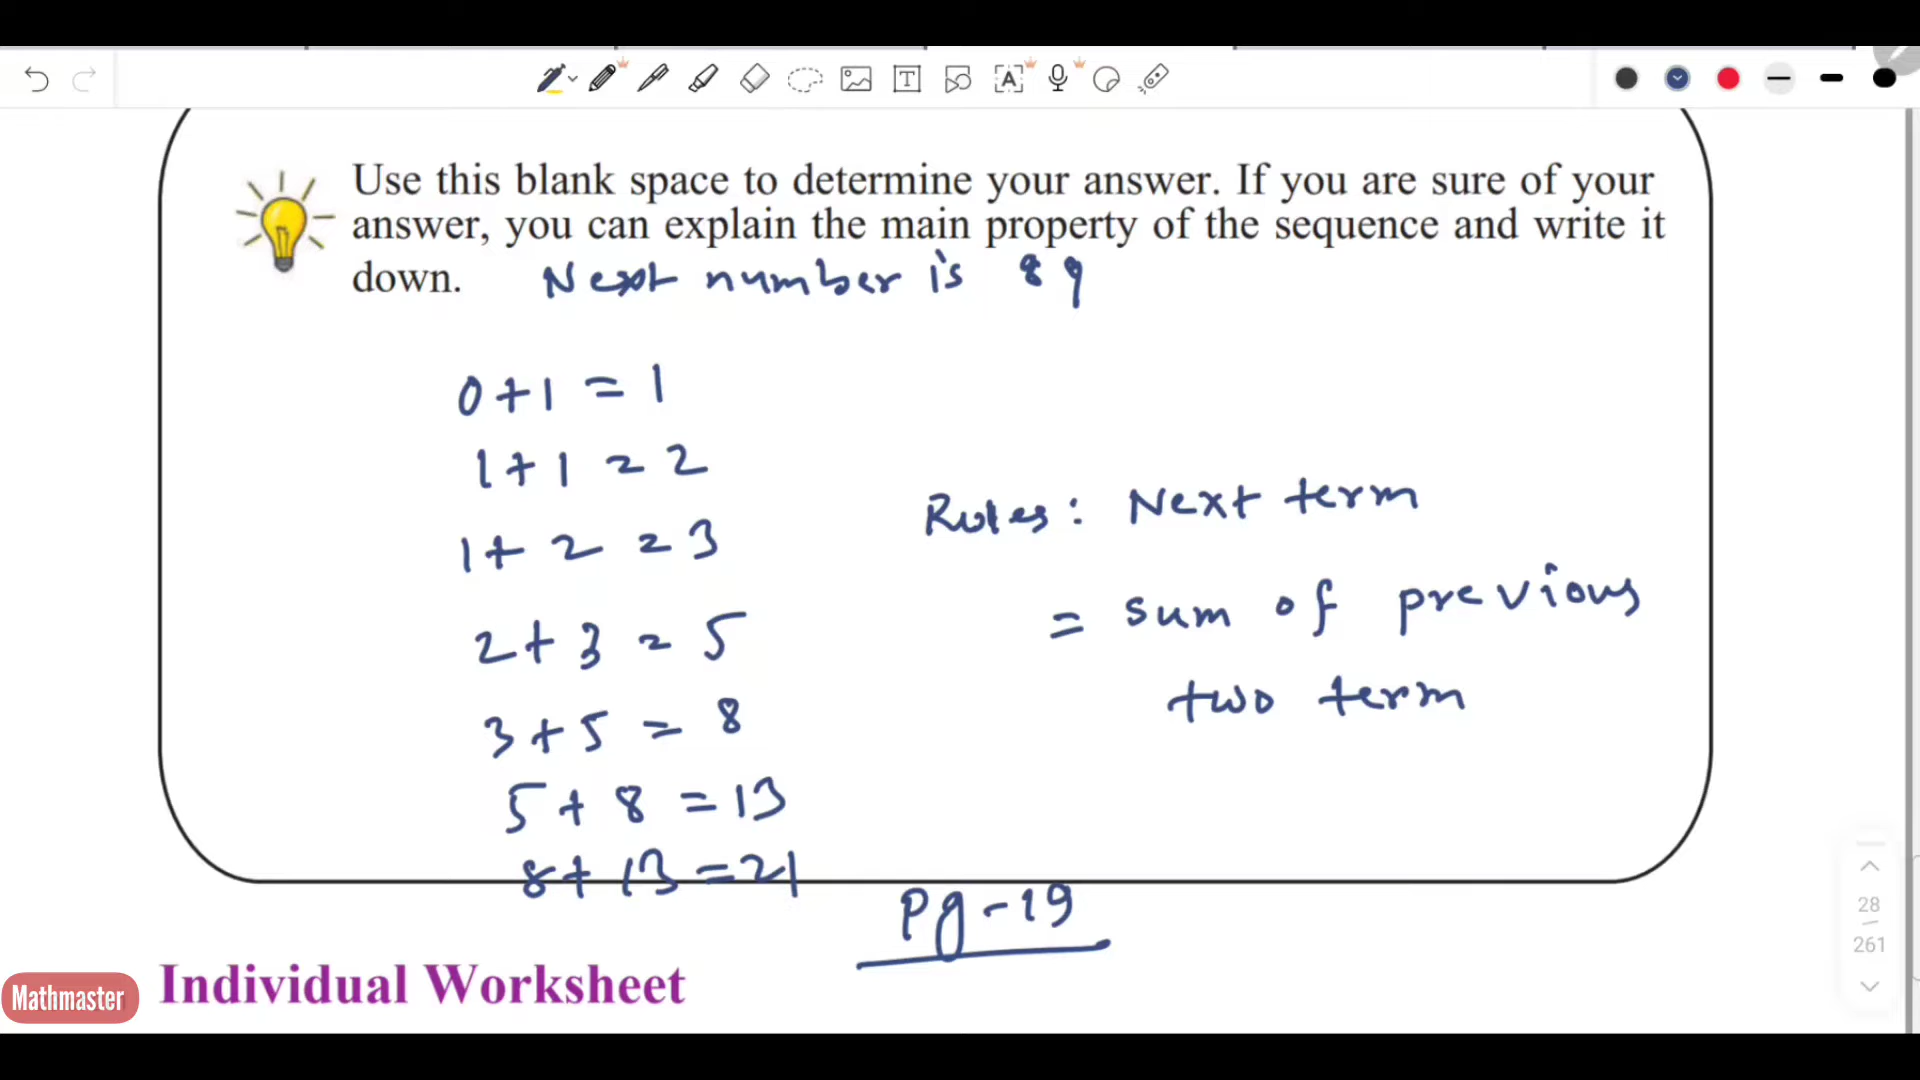 Use this blank space to determine your answer. If you are sure of your
answer, you can explain the main property of the sequence and write it
down. Next number is 89
0+1 = 1
1+1 = 2
1+2 = 3
2+3 = 5
3+5 = 8
5+8 = 13
8+13 = 21
Rules: Next term
= sum of previous
two term
Pg-19
Individual Worksheet
Mathmaster
28
261